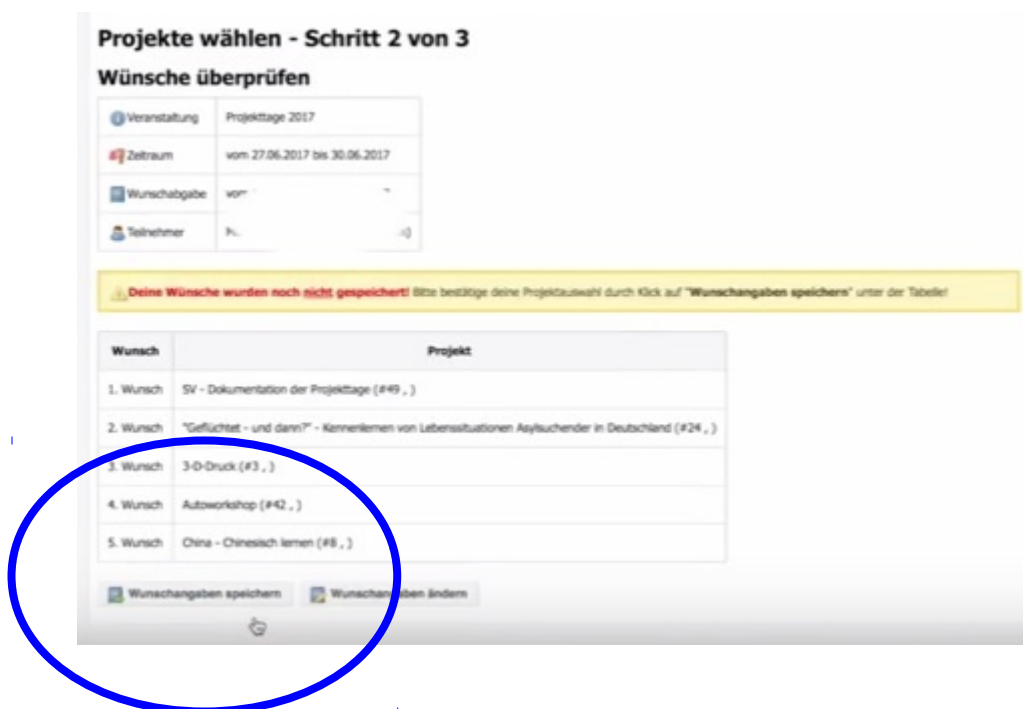 Projekte wählen - Schritt 2 von 3
Wünsche überprüfen
Veranstaltung Projekttage 2017
Zeitraum vom 27.06.2017 bis 30.06.2017
Wunschabgabe vom
Teilnehmer
Deine Wünsche wurden noch nicht gespeichert! Bitte bestätige deine Projektauswahl durch Klick auf "Wunschangaben speichern" unter der Tabelle!
Wunsch Projekt
1. Wunsch SV - Dokumentation der Projekttage (#49 , )
2. Wunsch "Geflüchtet - und dann?" - Kennenlernen von Lebenssituationen Asylsuchender in Deutschland (#24 , )
3. Wunsch 3-D-Druck (#3 , )
4. Wunsch Autoworkshop (#42 , )
5. Wunsch China - Chinesisch lernen (#8 , )
Wunschangaben speichern Wunschangaben ändern